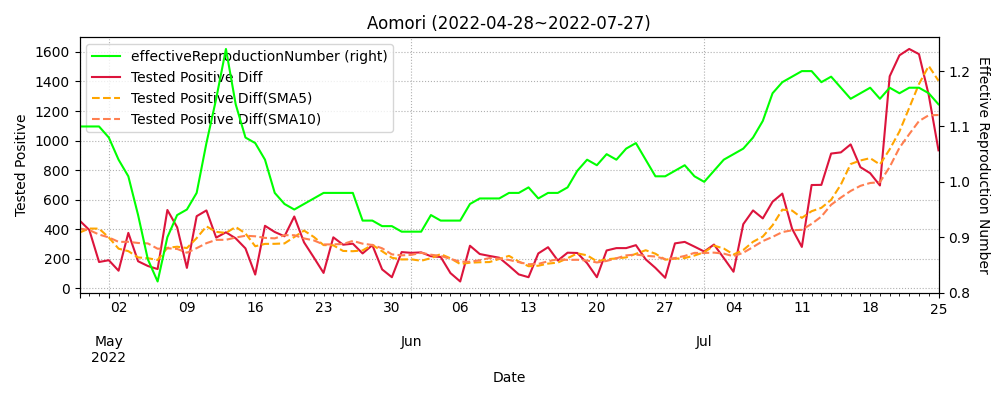 Aomori (2022-04-28~2022-07-27)
effectiveReproductionNumber (right)
Tested Positive Diff
Tested Positive Diff(SMA5)
Tested Positive Diff(SMA10)
Tested Positive
1600
1400
1200
1000
800
600
400
200
0
1.2
1.1
1.0
0.9
0.8
Effective Reproduction Number
02 09 16 23 30 06 13 20 27 04 11 18 25
May Jun Jul
2022
Date